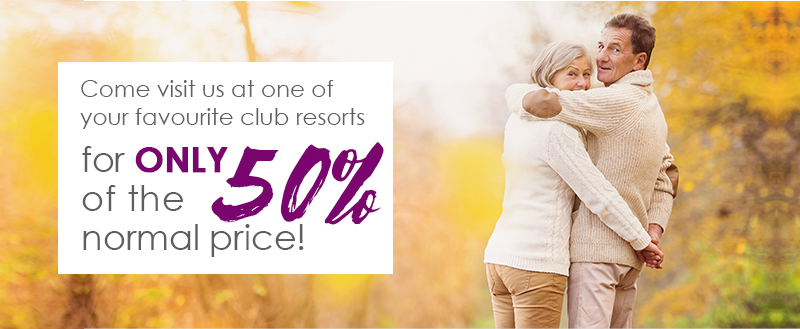 Come visit us at one of
your favourite club resorts
for ONLY 50%
of the
normal price!